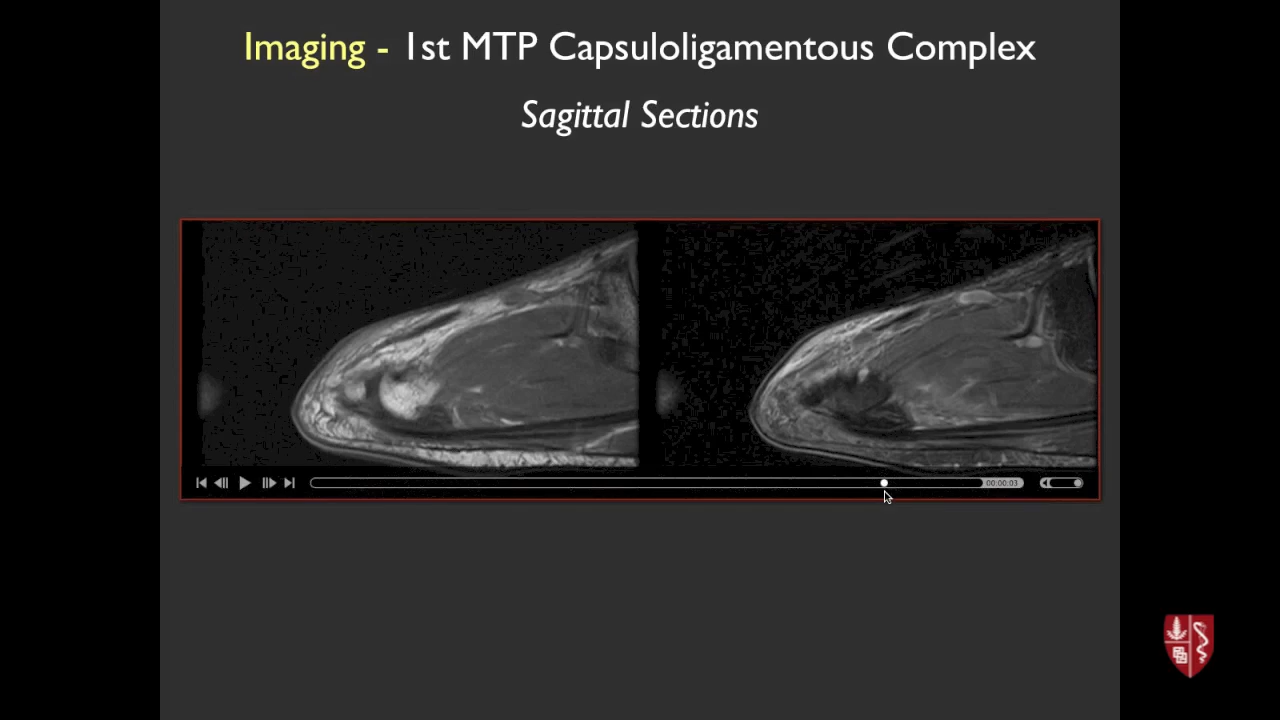 Imaging - 1st MTP Capsuloligamentous Complex
Sagittal Sections
00:00:03